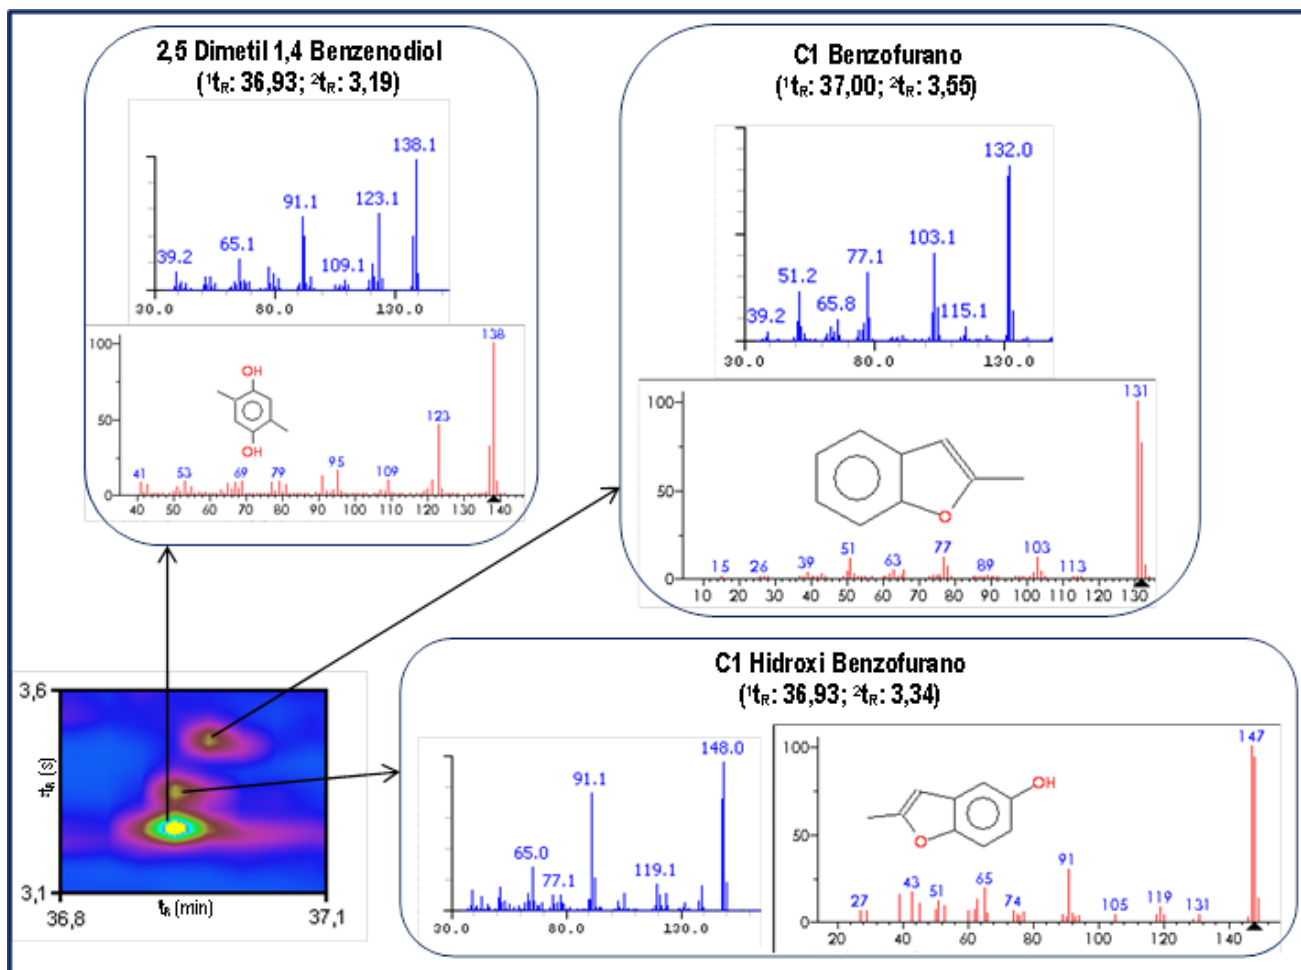 2,5 Dimetil 1,4 Benzenodiol
(¹tR: 36,93; ²tR: 3,19)
138.1
123.1
91.1
65.1
39.2
109.1
30.0 80.0 130.0
100
50
0
138
123
OH
OH
41 53 69 79 95 109
40 50 60 70 80 90 100 110 120 130 140
C1 Benzofurano
(¹tR: 37,00; ²tR: 3,55)
132.0
103.1
77.1
51.2
65.8
39.2
115.1
30.0 80.0 130.0
100
50
0
131
O
15 26 39 51 63 77 89 103 113
10 20 30 40 50 60 70 80 90 100 110 120 130
C1 Hidroxi Benzofurano
(¹tR: 36,93; ²tR: 3,34)
148.0
91.1
65.0
77.1
119.1
30.0 80.0 130.0
100
50
0
147
OH
O
27 43 51 65 74 91 105 119 131
20 40 60 80 100 120 140
3,6
3,1
36,8
37,1
tR (min)